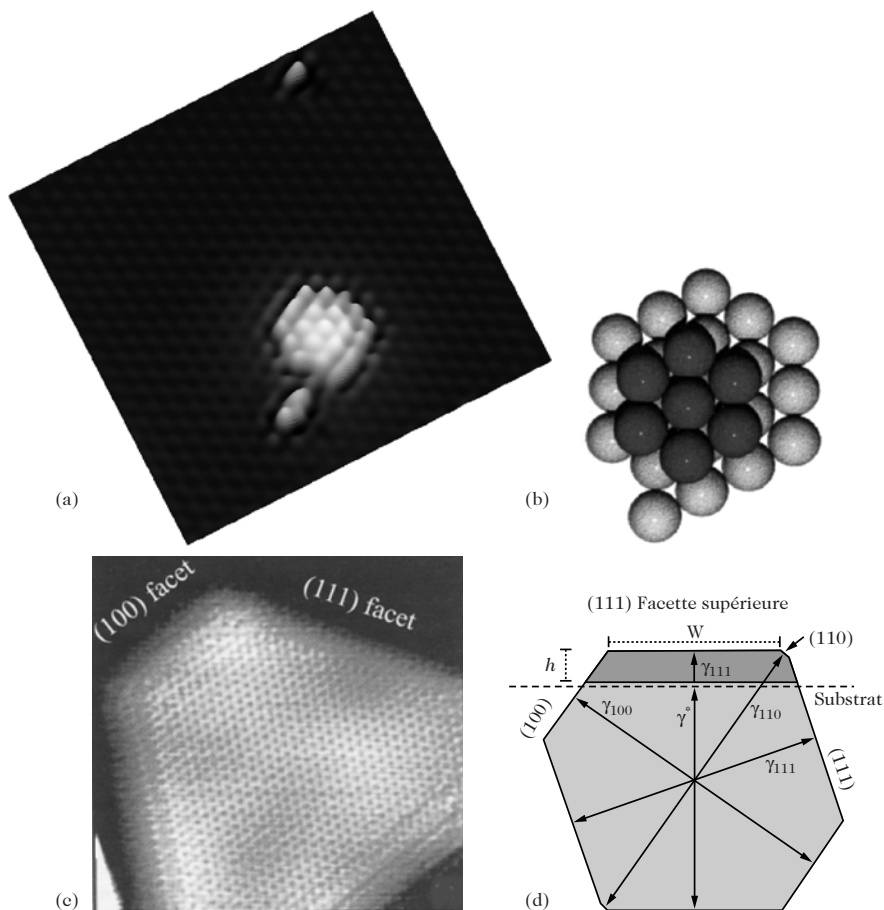 (a)
(b)
(100) facet
(111) facet
(c)
(111) Facette supérieure
W
(110)
h
γ111
Substrat
(100)
γ100
γ*
γ110
γ111
(111)
(d)